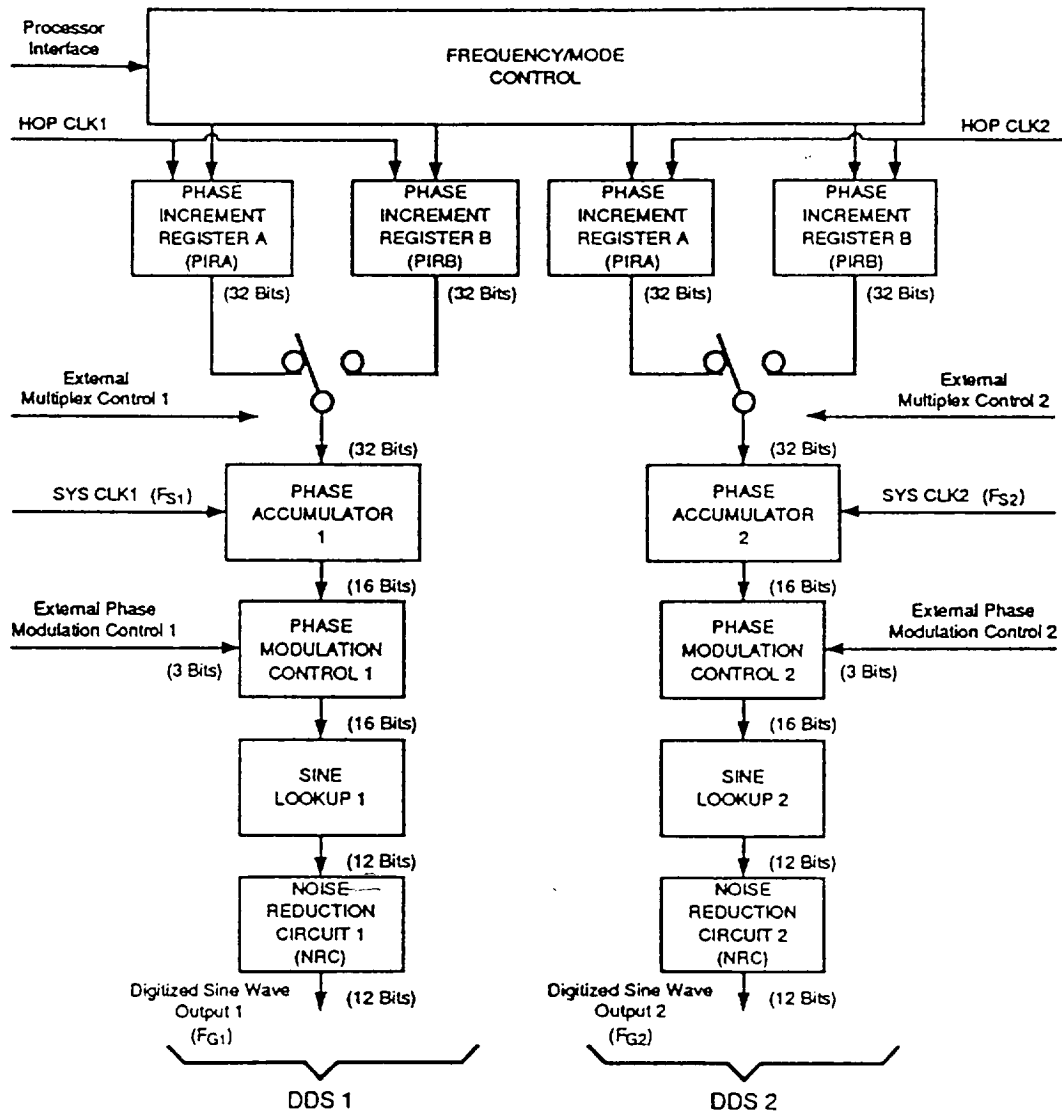 Processor
Interface
FREQUENCY/MODE
CONTROL
HOP CLK1
HOP CLK2
PHASE
INCREMENT
REGISTER A
(PIRA)
PHASE
INCREMENT
REGISTER B
(PIRB)
PHASE
INCREMENT
REGISTER A
(PIRA)
PHASE
INCREMENT
REGISTER B
(PIRB)
(32 Bits)
(32 Bits)
(32 Bits)
(32 Bits)
External
Multiplex Control 1
External
Multiplex Control 2
(32 Bits)
(32 Bits)
SYS CLK1 (FS1)
PHASE
ACCUMULATOR
1
PHASE
ACCUMULATOR
2
SYS CLK2 (FS2)
(16 Bits)
(16 Bits)
External Phase
Modulation Control 1
(3 Bits)
PHASE
MODULATION
CONTROL 1
PHASE
MODULATION
CONTROL 2
External Phase
Modulation Control 2
(3 Bits)
(16 Bits)
(16 Bits)
SINE
LOOKUP 1
SINE
LOOKUP 2
(12 Bits)
(12 Bits)
NOISE
REDUCTION
CIRCUIT 1
(NRC)
NOISE
REDUCTION
CIRCUIT 2
(NRC)
Digitized Sine Wave
Output 1
(FG1)
(12 Bits)
Digitized Sine Wave
Output 2
(FG2)
(12 Bits)
DDS 1
DDS 2